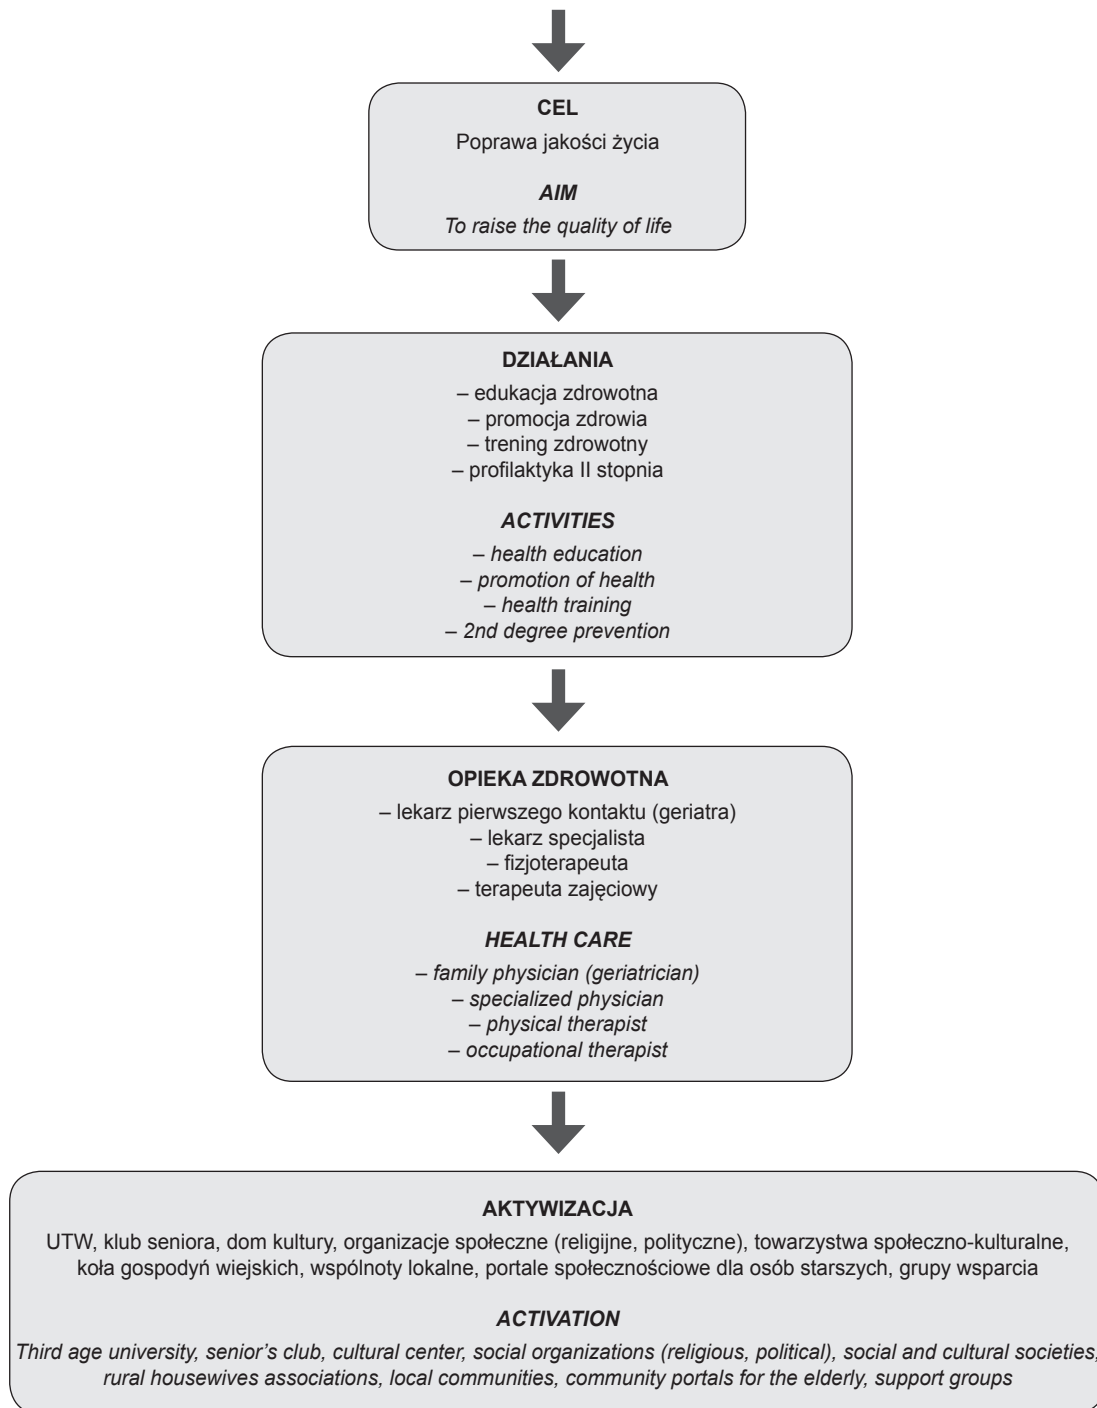 CEL
Poprawa jakości życia
AIM
To raise the quality of life
DZIAŁANIA
– edukacja zdrowotna
– promocja zdrowia
– trening zdrowotny
– profilaktyka II stopnia
ACTIVITIES
– health education
– promotion of health
– health training
– 2nd degree prevention
OPIEKA ZDROWOTNA
– lekarz pierwszego kontaktu (geriatra)
– lekarz specjalista
– fizjoterapeuta
– terapeuta zajęciowy
HEALTH CARE
– family physician (geriatrician)
– specialized physician
– physical therapist
– occupational therapist
AKTYWIZACJA
UTW, klub seniora, dom kultury, organizacje społeczne (religijne, polityczne), towarzystwa społeczno-kulturalne,
koła gospodyń wiejskich, wspólnoty lokalne, portale społecznościowe dla osób starszych, grupy wsparcia
ACTIVATION
Third age university, senior’s club, cultural center, social organizations (religious, political), social and cultural societies,
rural housewives associations, local communities, community portals for the elderly, support groups